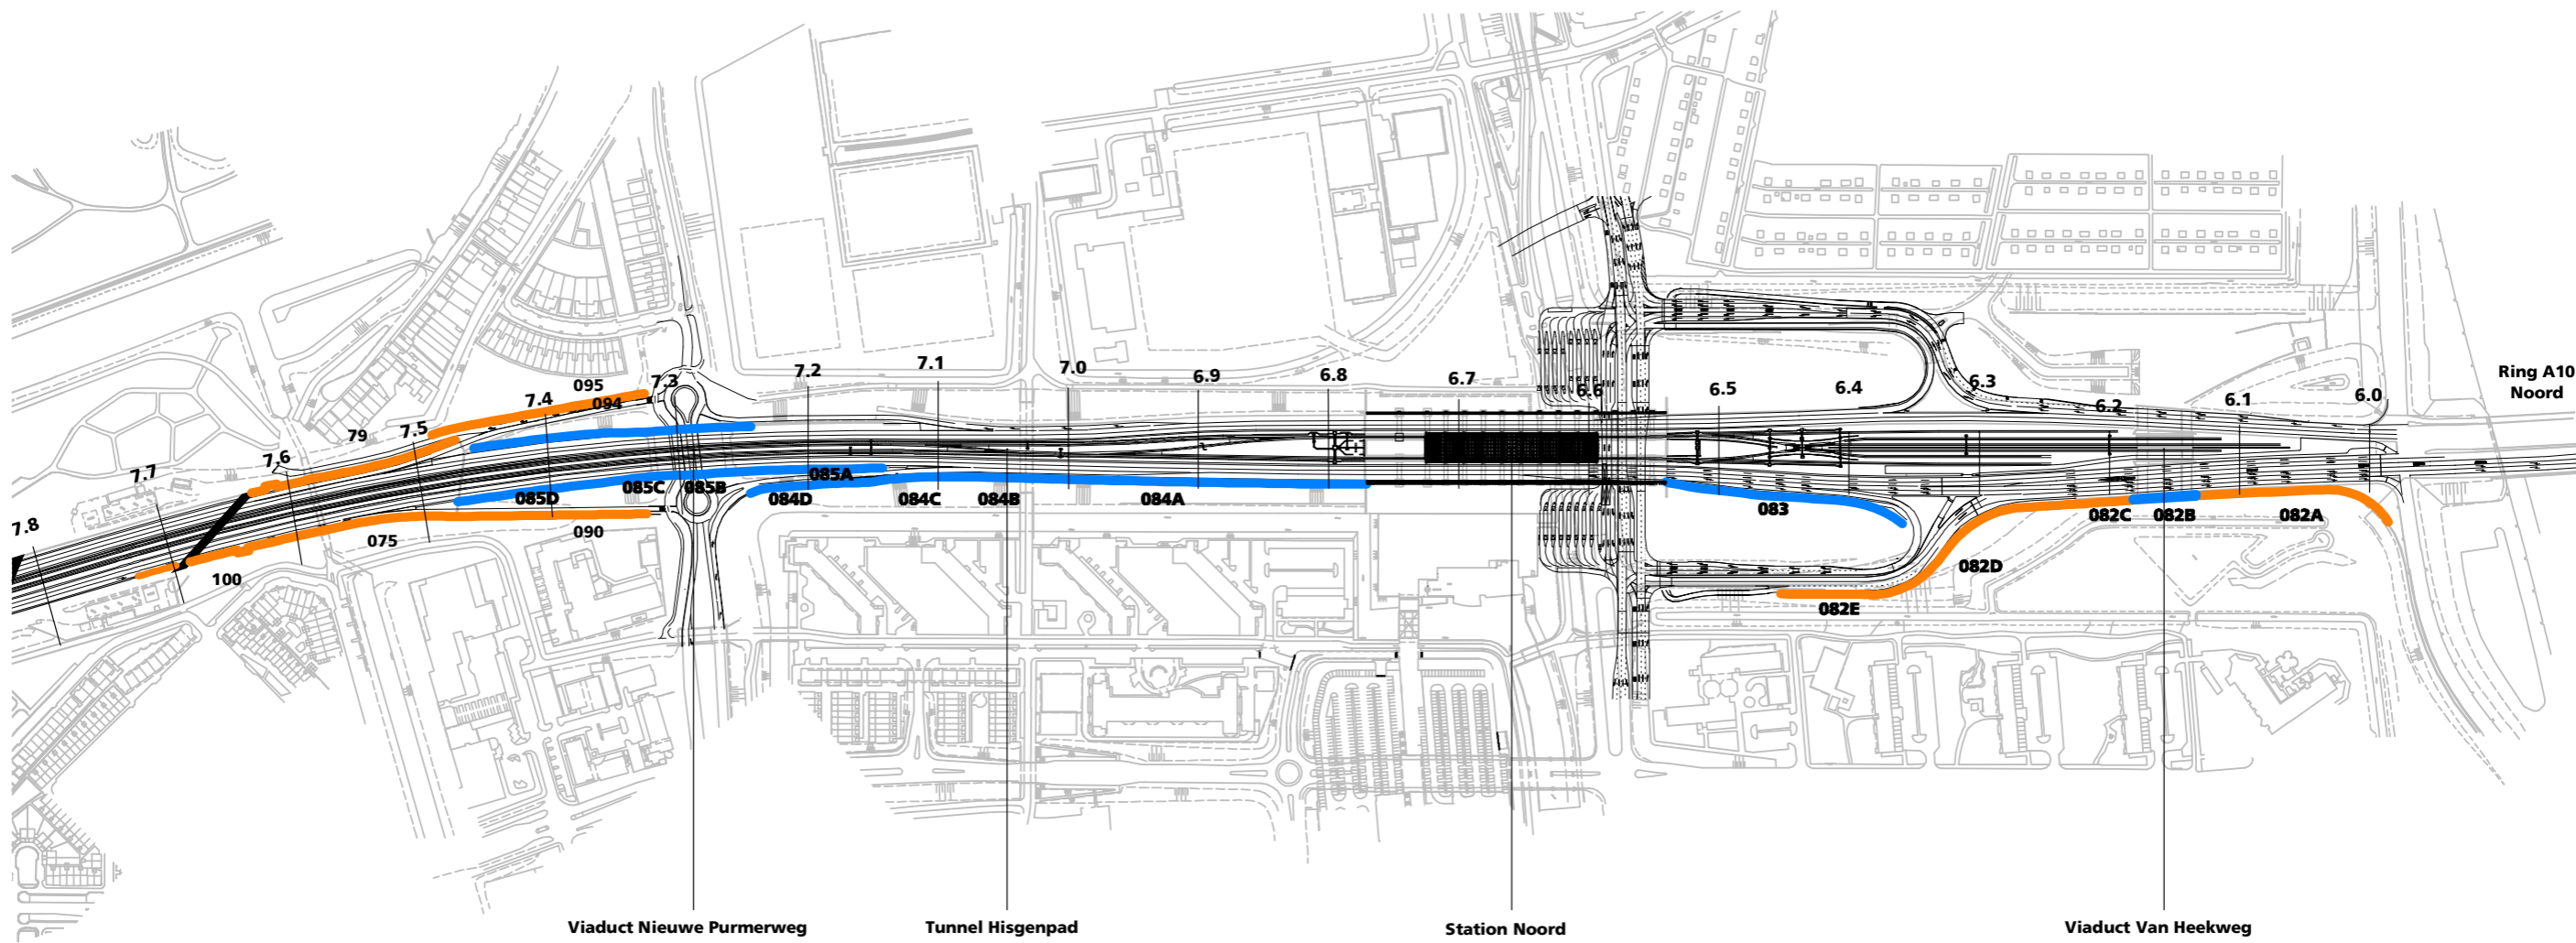 Ring A10
Noord
7.8
7.7
7.6
79
7.5
7.4
095
094
7.3
7.2
7.1
7.0
6.9
6.8
6.7
6.6
6.5
6.4
6.3
6.2
6.1
6.0
100
075
090
085D
085C
085B
085A
084D
084C
084B
084A
083
082E
082D
082C
082B
082A
Viaduct Nieuwe Purmerweg
Tunnel Hisgenpad
Station Noord
Viaduct Van Heekweg